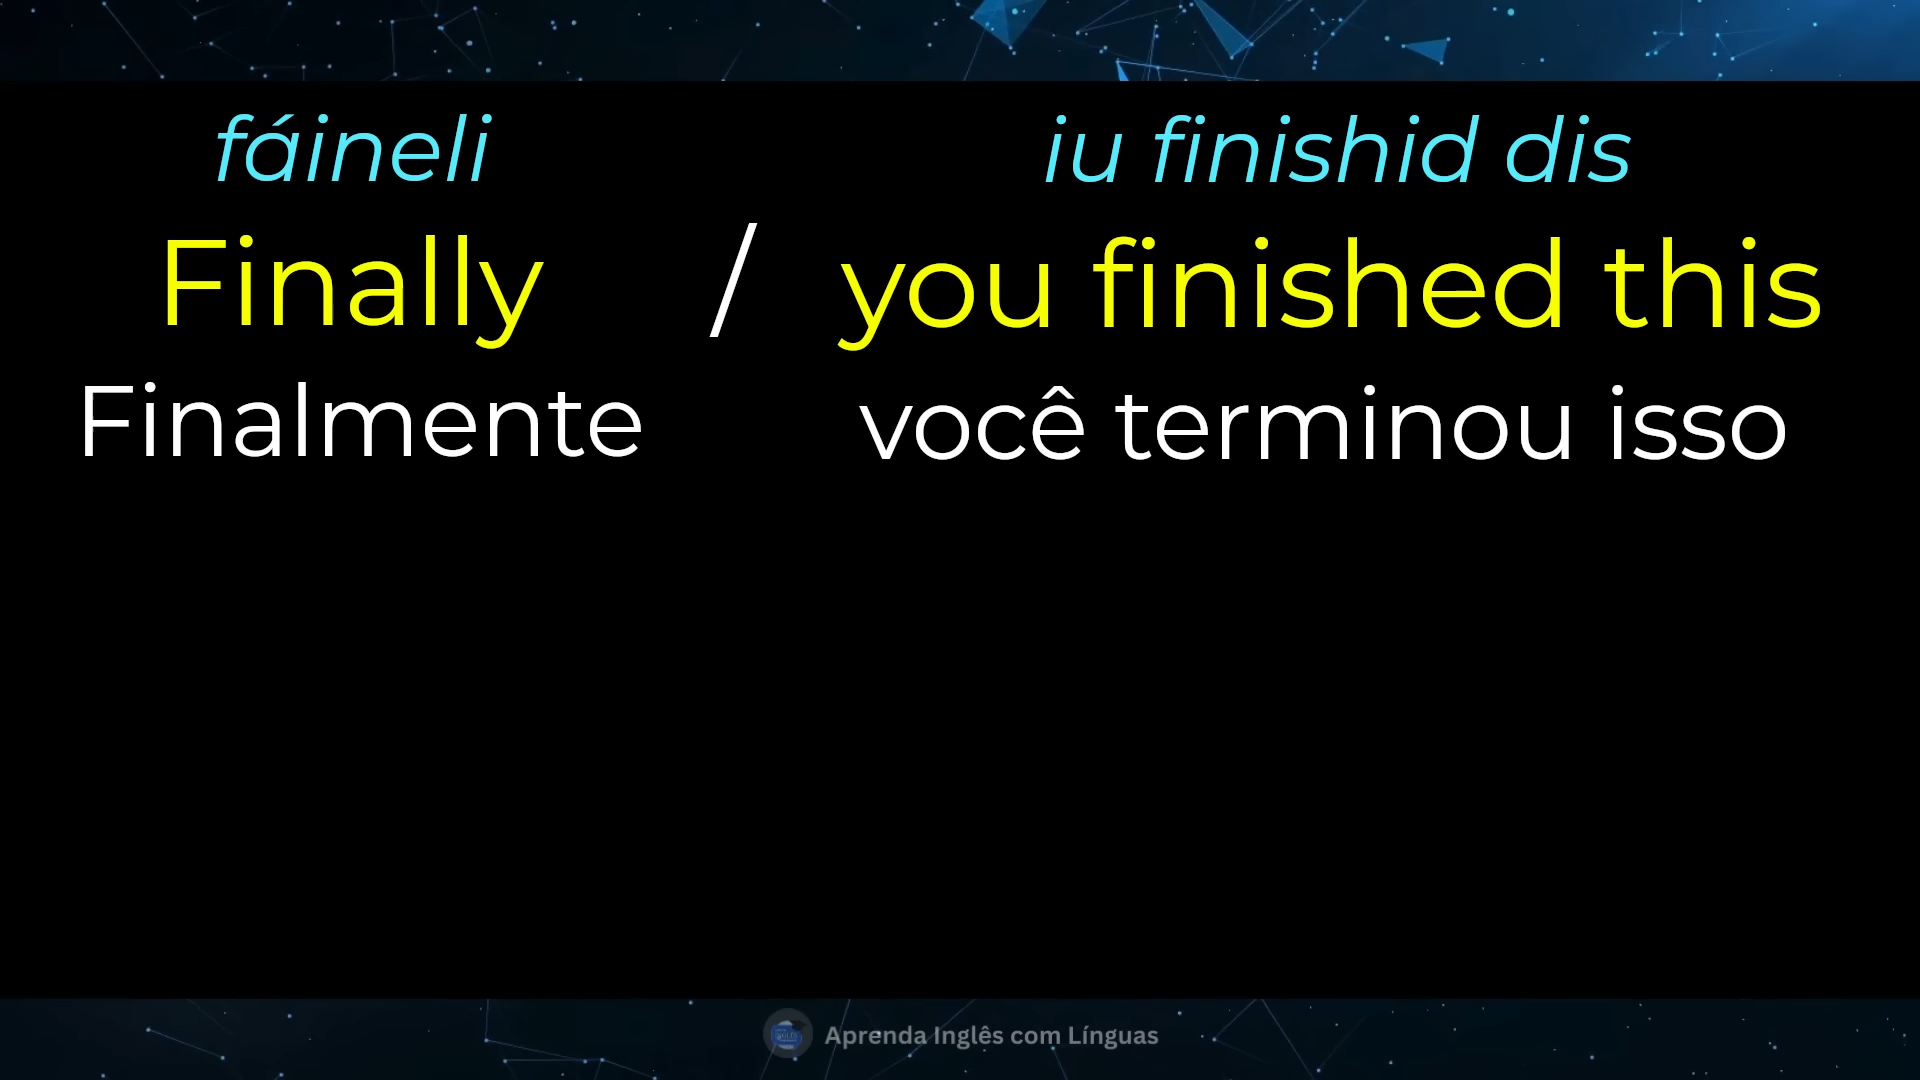 fáineli iu finishid dis
Finally / you finished this
Finalmente você terminou isso
Aprenda Inglês com Línguas